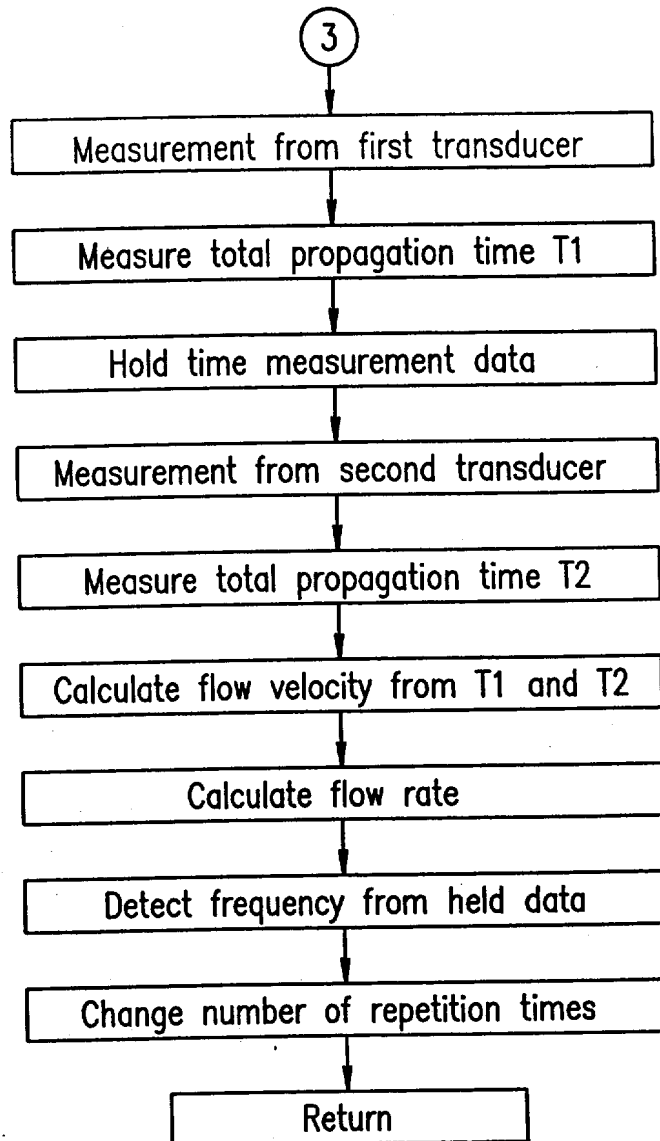 3
Measurement from first transducer
Measure total propagation time T1
Hold time measurement data
Measurement from second transducer
Measure total propagation time T2
Calculate flow velocity from T1 and T2
Calculate flow rate
Detect frequency from held data
Change number of repetition times
Return